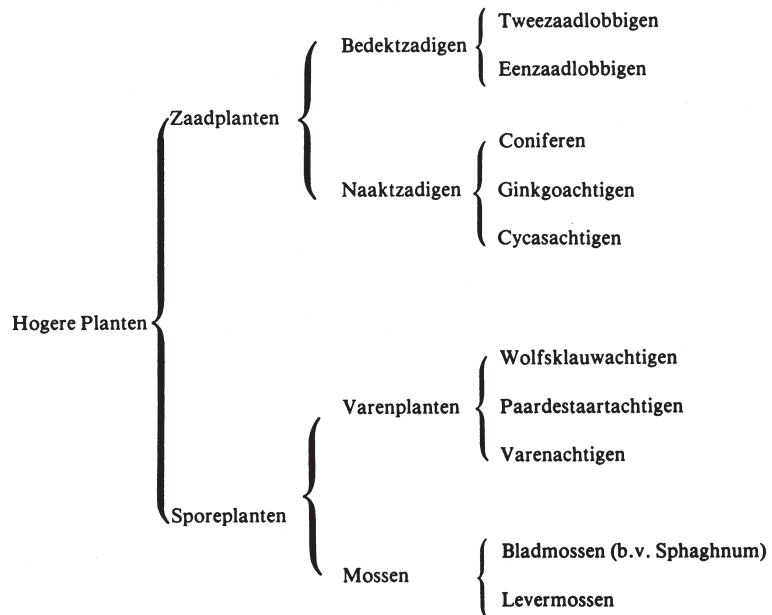 Tweezaadlobbigen
Bedektzadigen
Eenzaadlobbigen
Zaadplanten
Coniferen
Naaktzadigen
Ginkgoachtigen
Cycasachtigen
Hogere Planten
Wolfsklauwachtigen
Varenplanten
Paardestaartachtigen
Varenachtigen
Sporeplanten
Bladmossen (b.v. Sphaghnum)
Mossen
Levermossen